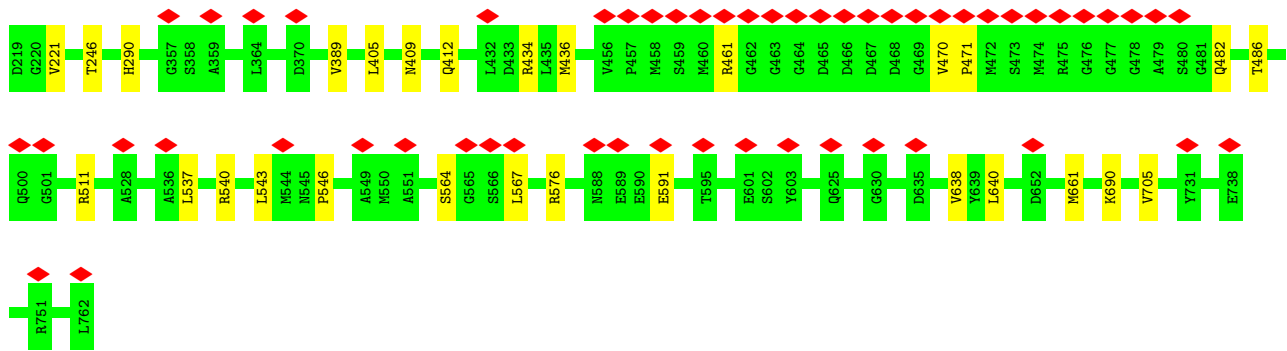 D219 G220 V221 T246 H290 G357 S358 A359 L364 D370 V389 L405 N409 Q412 L432 D433 R434 L435 M436 V456 P457 M458 S459 M460 R461 G462 G463 G464 D465 D466 D467 D468 G469 V470 P471 M472 S473 M474 R475 G476 G477 G478 A479 S480 G481 Q482 T486
Q500 G501 R511 A528 A536 L537 R540 L543 M544 N545 P546 A549 M550 A551 S564 G565 S566 L567 R576 N588 E589 E590 E591 T595 E601 S602 Y603 Q625 G630 D635 V638 Y639 L640 D652 M661 K690 V705 Y731 E738
R751 L762